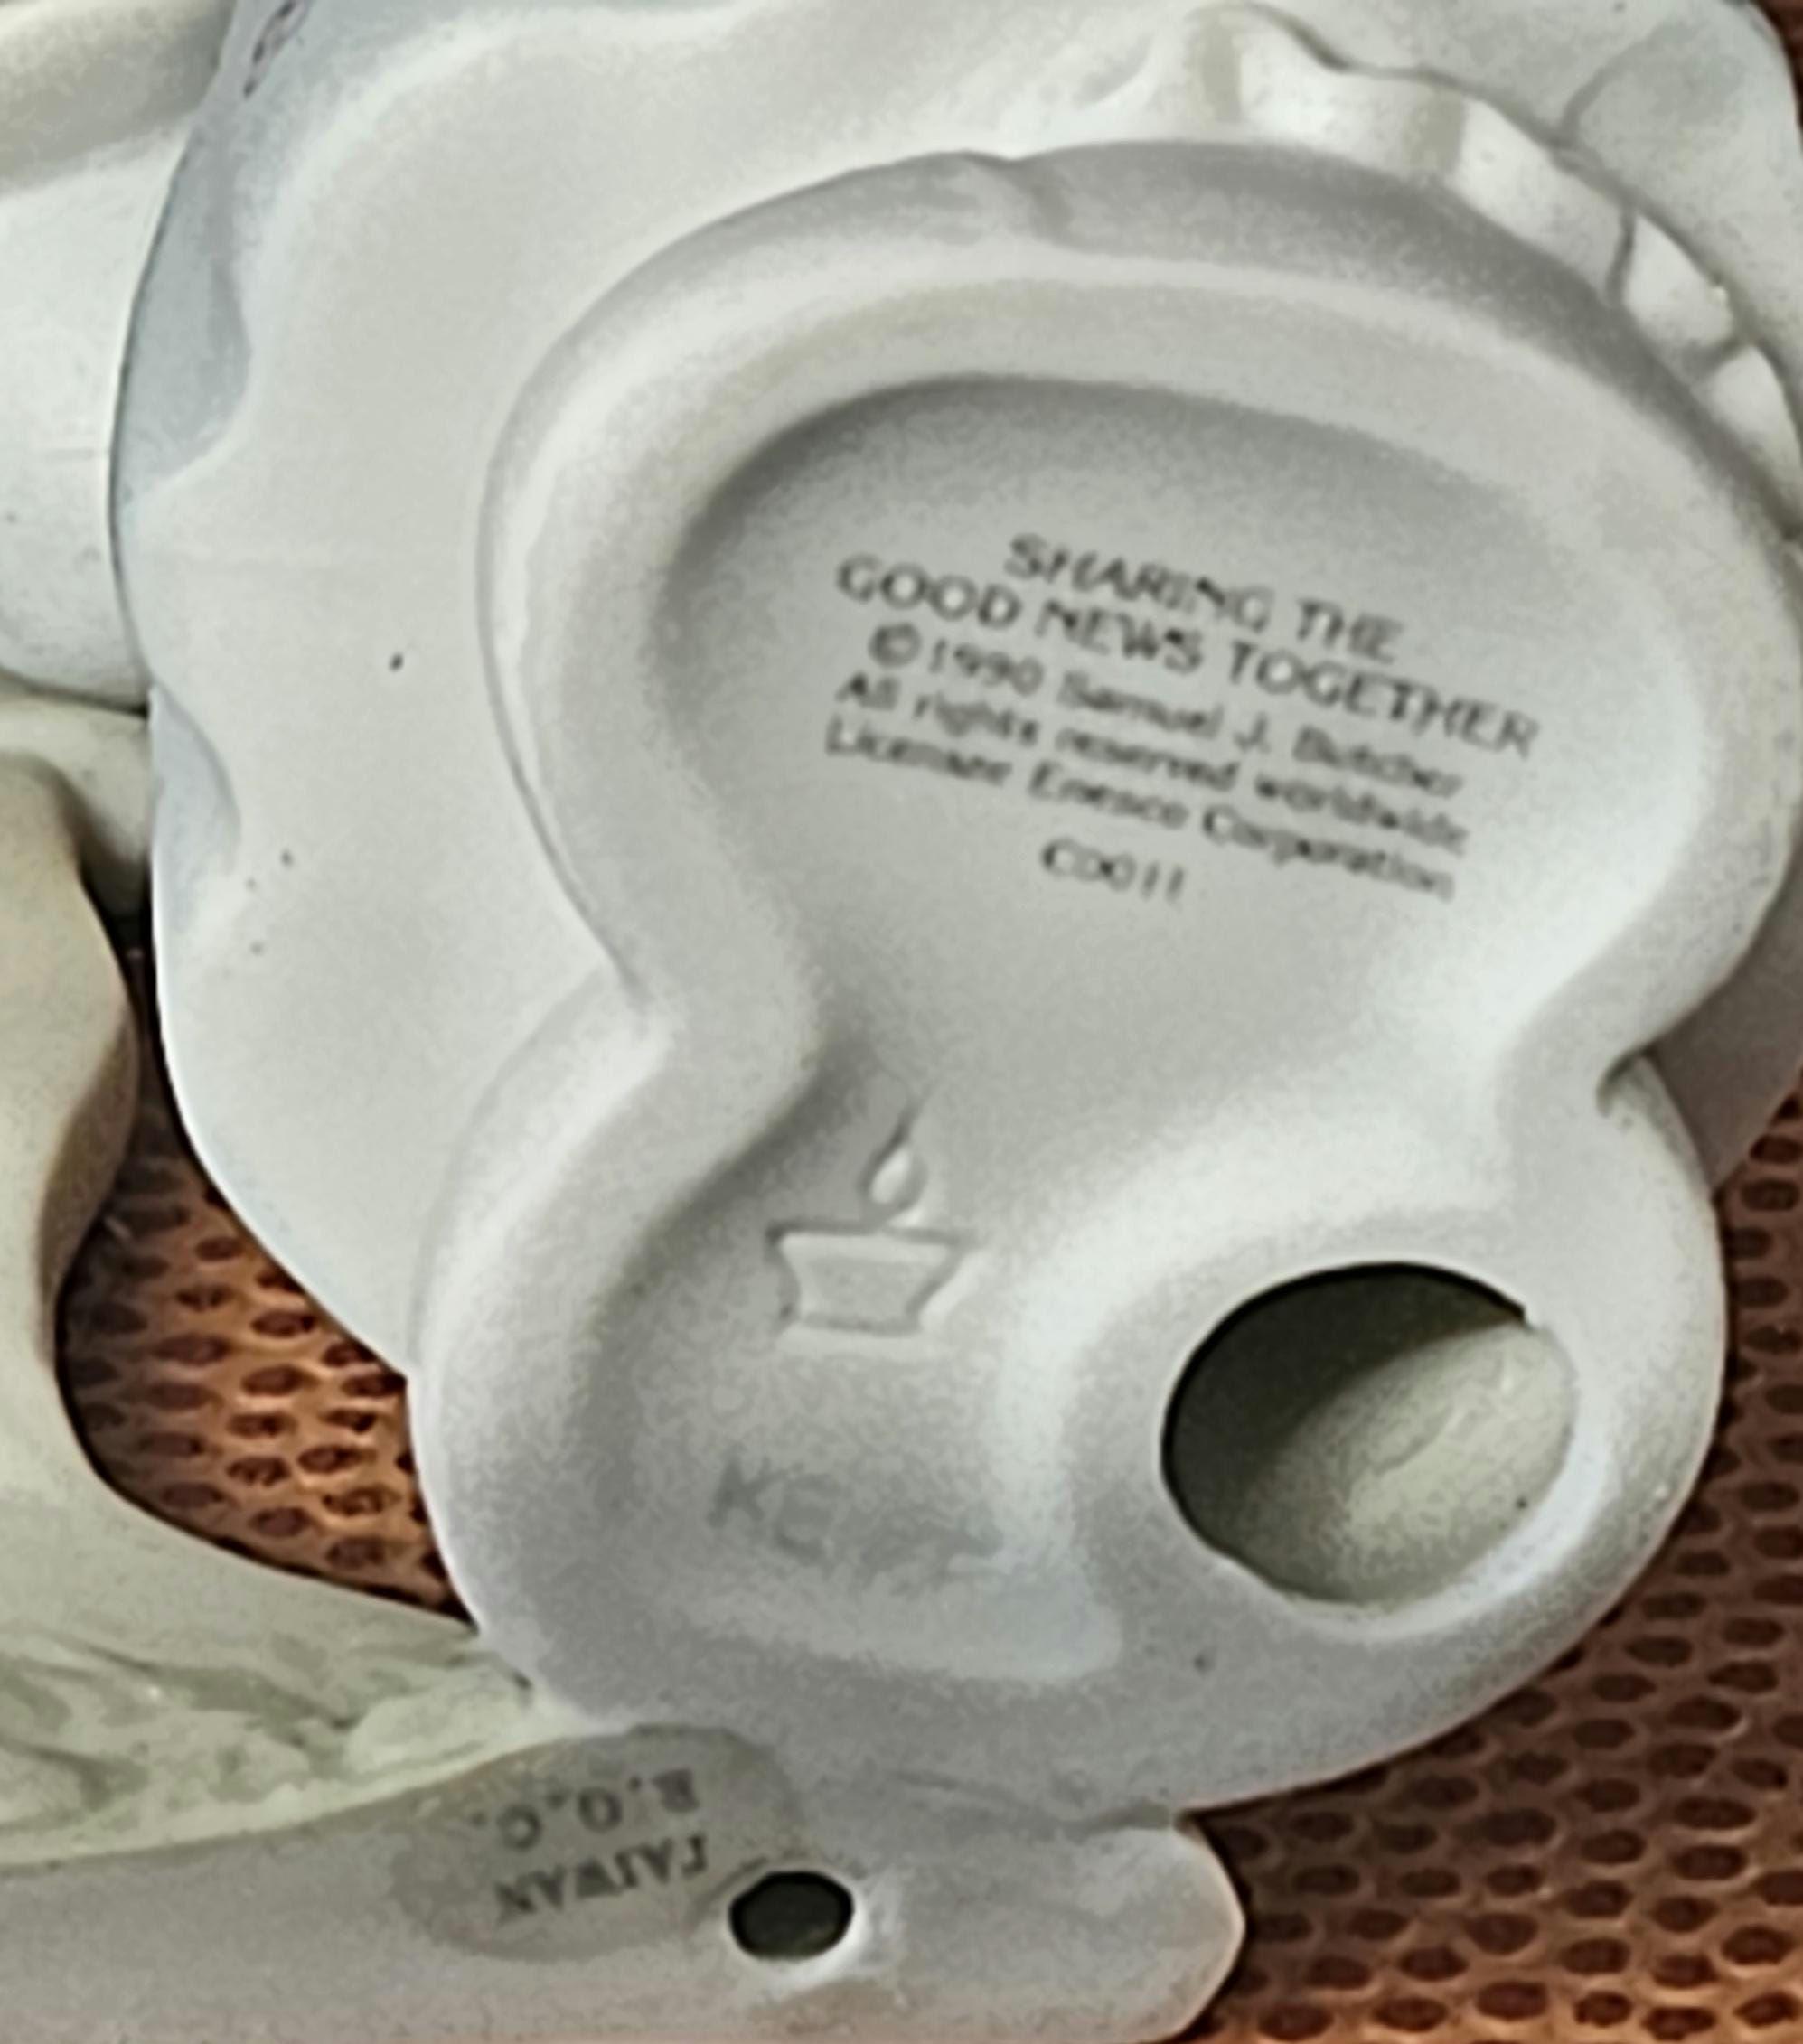 SHARING THE
GOOD NEWS TOGETHER
©1990 Samuel J. Butcher
All rights reserved worldwide
Licensee Enesco Corporation
C0011
TAIWAN
R.O.C.